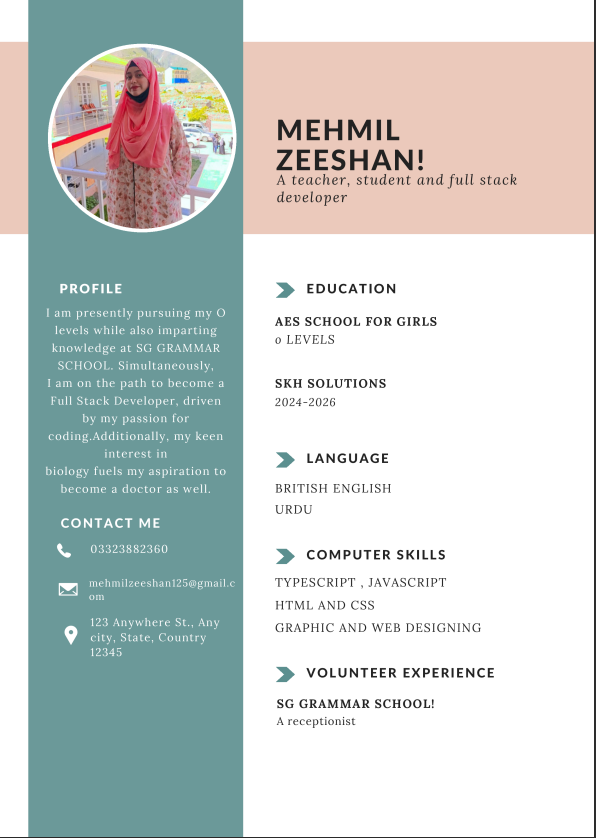 MEHMIL
ZEESHAN!
A teacher, student and full stack
developer
PROFILE
I am presently pursuing my O
levels while also imparting
knowledge at SG GRAMMAR
SCHOOL. Simultaneously,
I am on the path to become a
Full Stack Developer, driven
by my passion for
coding.Additionally, my keen
interest in
biology fuels my aspiration to
become a doctor as well.
CONTACT ME
03323882360
mehmilzeeshan125@gmail.c
om
123 Anywhere St., Any
city, State, Country
12345
EDUCATION
AES SCHOOL FOR GIRLS
o LEVELS
SKH SOLUTIONS
2024-2026
LANGUAGE
BRITISH ENGLISH
URDU
COMPUTER SKILLS
TYPESCRIPT , JAVASCRIPT
HTML AND CSS
GRAPHIC AND WEB DESIGNING
VOLUNTEER EXPERIENCE
SG GRAMMAR SCHOOL!
A receptionist